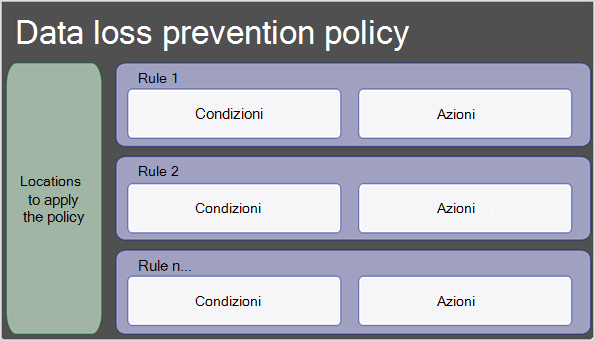 Data loss prevention policy
Locations
to apply
the policy
Rule 1
Condizioni
Azioni
Rule 2
Condizioni
Azioni
Rule n...
Condizioni
Azioni